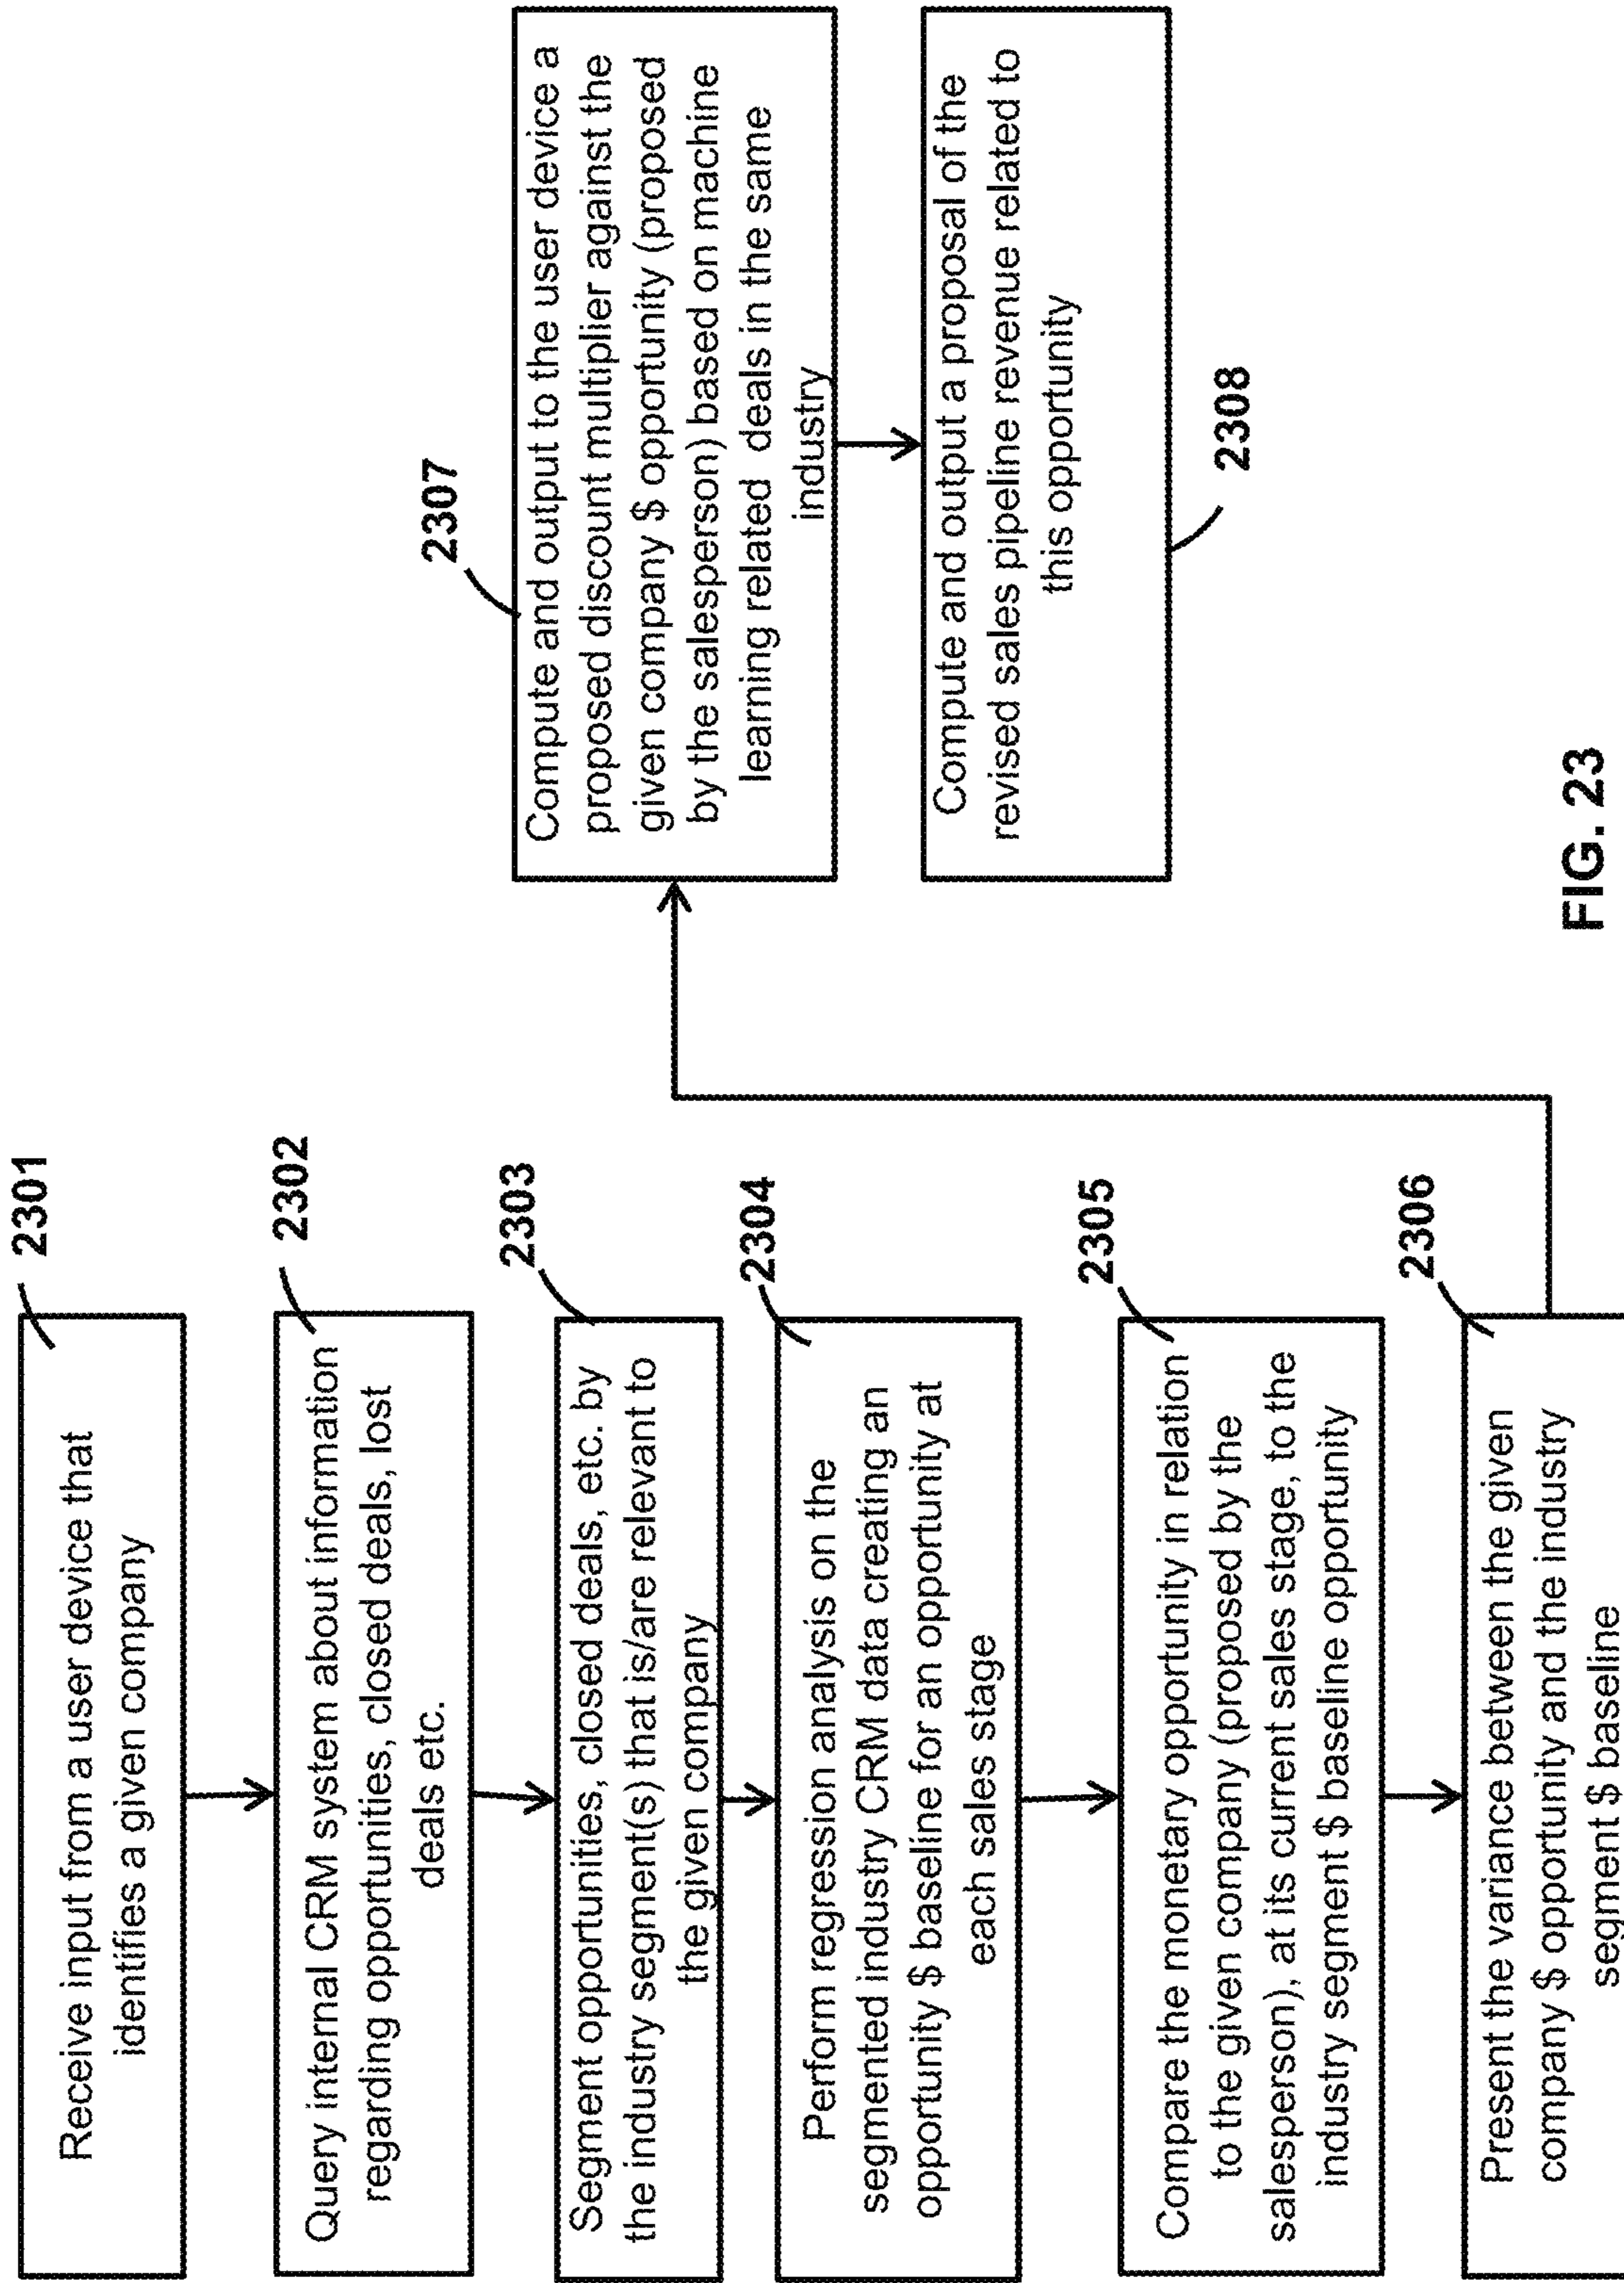 2301
Receive input from a user device that
identifies a given company
2302
Query internal CRM system about information
regarding opportunities, closed deals, lost
deals etc.
2303
Segment opportunities, closed deals, etc. by
the industry segment(s) that is/are relevant to
the given company
2304
Perform regression analysis on the
segmented industry CRM data creating an
opportunity $ baseline for an opportunity at
each sales stage
2305
Compare the monetary opportunity in relation
to the given company (proposed by the
salesperson), at its current sales stage, to the
industry segment $ baseline opportunity
2306
Present the variance between the given
company $ opportunity and the industry
segment $ baseline
2307
Compute and output to the user device a
proposed discount multiplier against the
given company $ opportunity (proposed
by the salesperson) based on machine
learning related deals in the same
industry
Compute and output a proposal of the
revised sales pipeline revenue related to
this opportunity
2308
FIG. 23